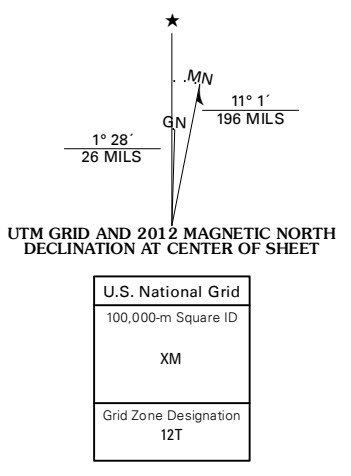 ★
MN
GN
11° 1´
196 MILS
1° 28´
26 MILS
UTM GRID AND 2012 MAGNETIC NORTH
DECLINATION AT CENTER OF SHEET
U.S. National Grid
100,000-m Square ID
XM
Grid Zone Designation
12T